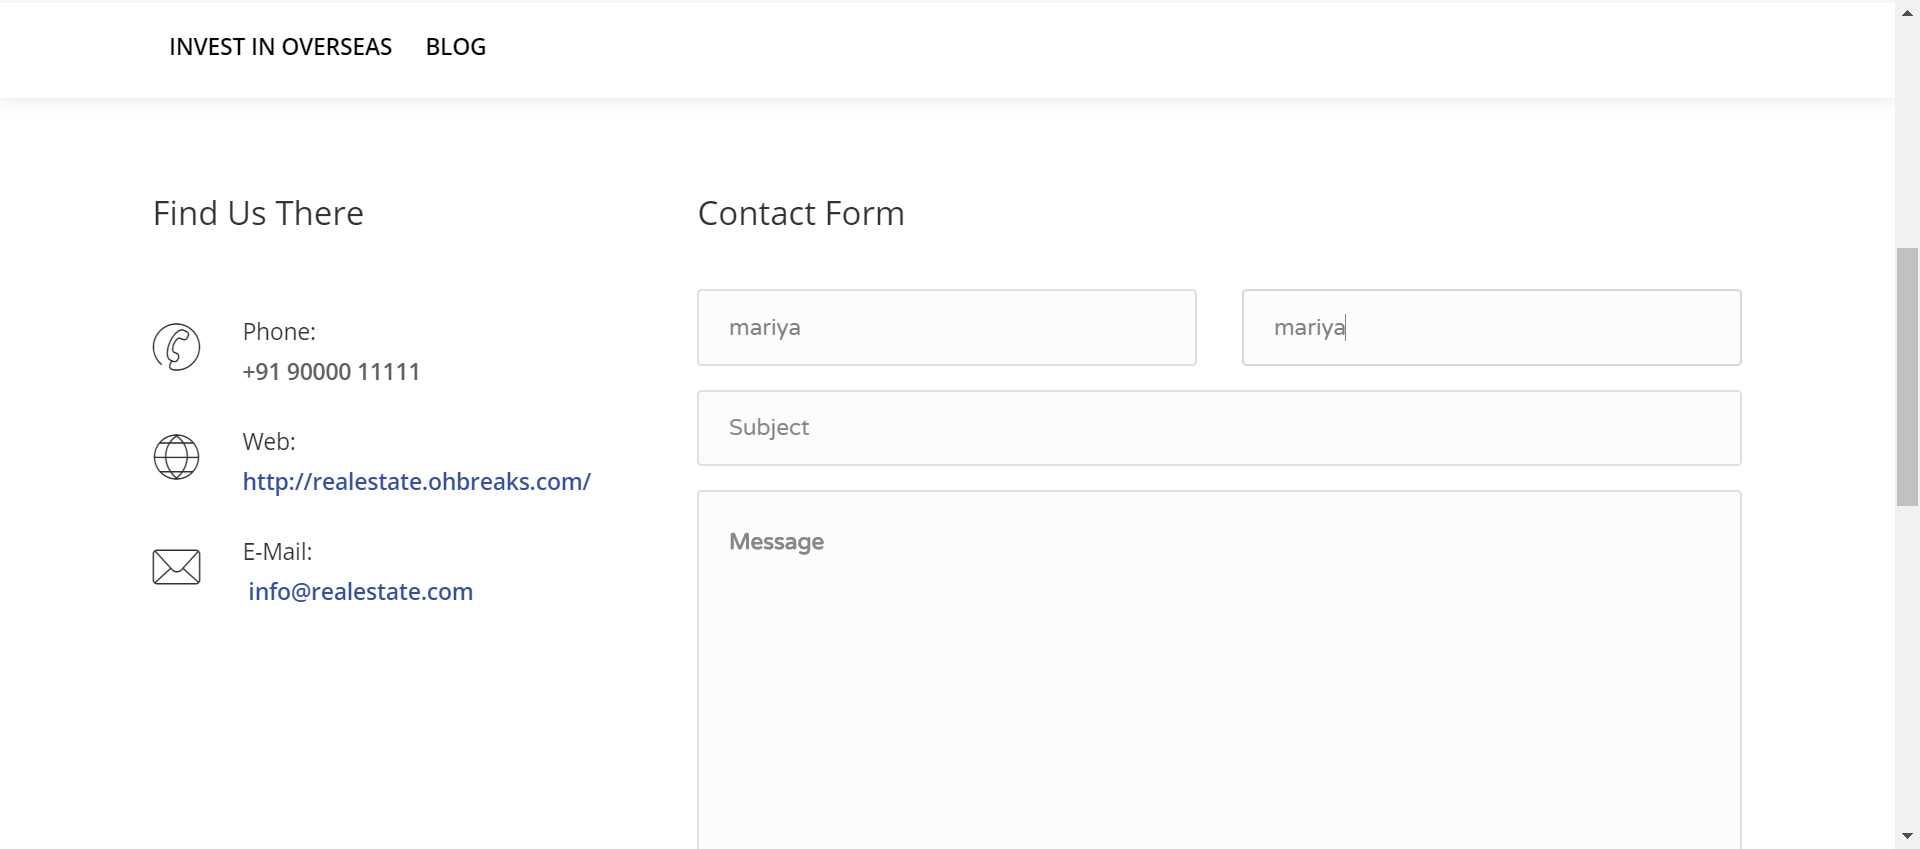 INVEST IN OVERSEAS BLOG
Find Us There
Phone:
+91 90000 11111
Web:
http://realestate.ohbreaks.com/
E-Mail:
info@realestate.com
Contact Form
mariya
mariya
Subject
Message